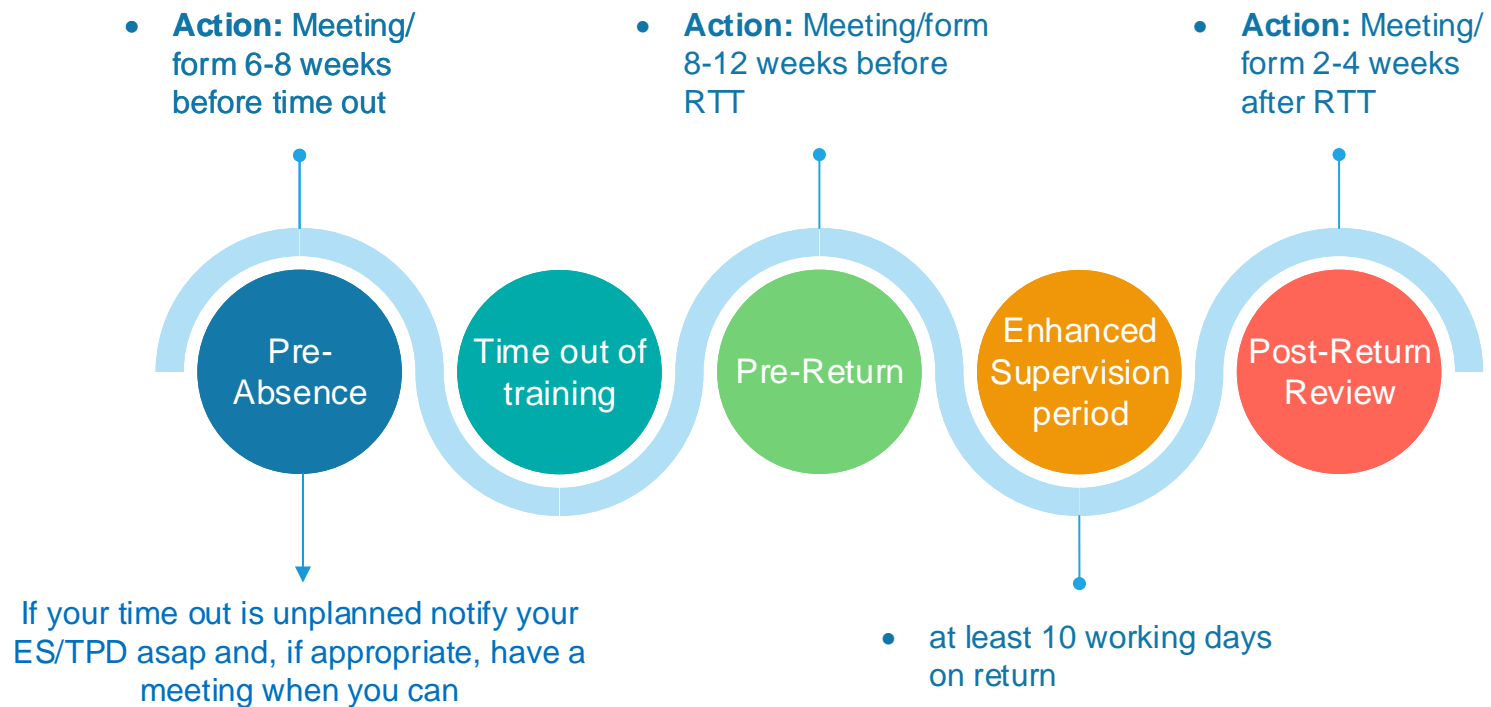 • Action: Meeting/
form 6-8 weeks
before time out
• Action: Meeting/form
8-12 weeks before
RTT
• Action: Meeting/
form 2-4 weeks
after RTT
Pre-
Absence
Time out of
training
Pre-Return
Enhanced
Supervision
period
Post-Return
Review
If your time out is unplanned notify your
ES/TPD asap and, if appropriate, have a
meeting when you can
• at least 10 working days
on return